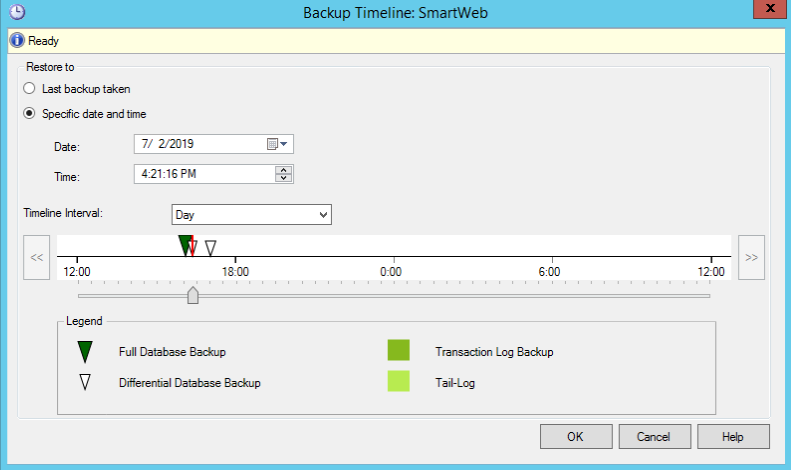 Backup Timeline: SmartWeb
x
Ready
Restore to
Last backup taken
Specific date and time
Date: 7/ 2/2019
Time: 4:21:16 PM
Timeline Interval: Day
<< >>
12:00 18:00 0:00 6:00 12:00
Legend
Full Database Backup Transaction Log Backup
Differential Database Backup Tail-Log
OK Cancel Help